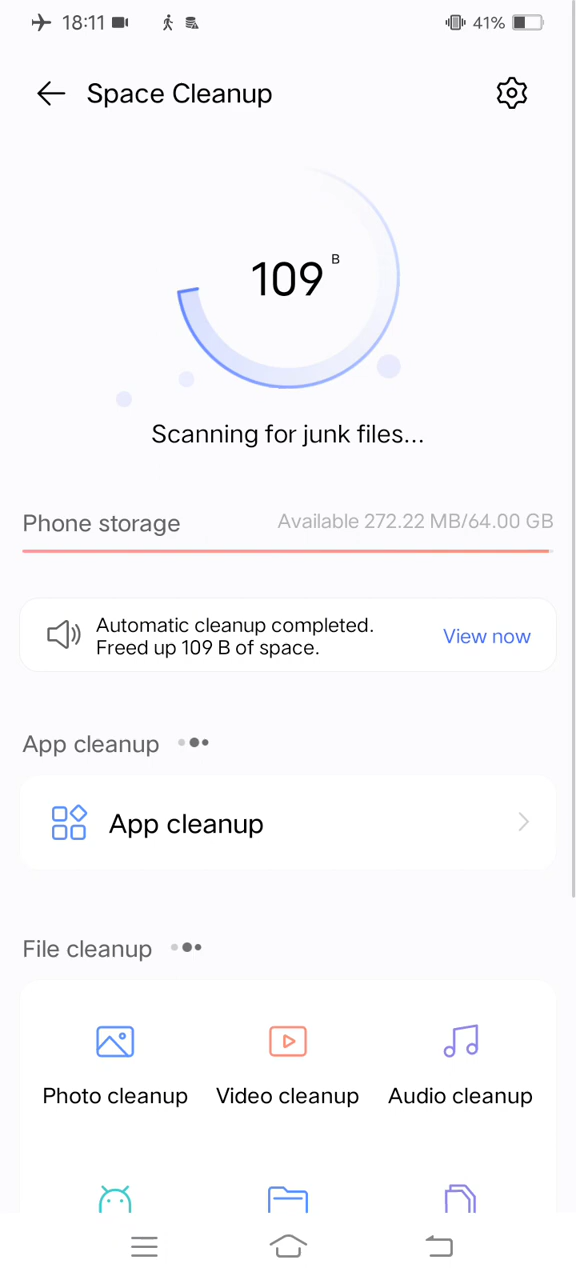 18:11
41%
Space Cleanup
109 B
Scanning for junk files...
Phone storage
Available 272.22 MB/64.00 GB
Automatic cleanup completed.
Freed up 109 B of space.
View now
App cleanup
App cleanup
File cleanup
Photo cleanup
Video cleanup
Audio cleanup